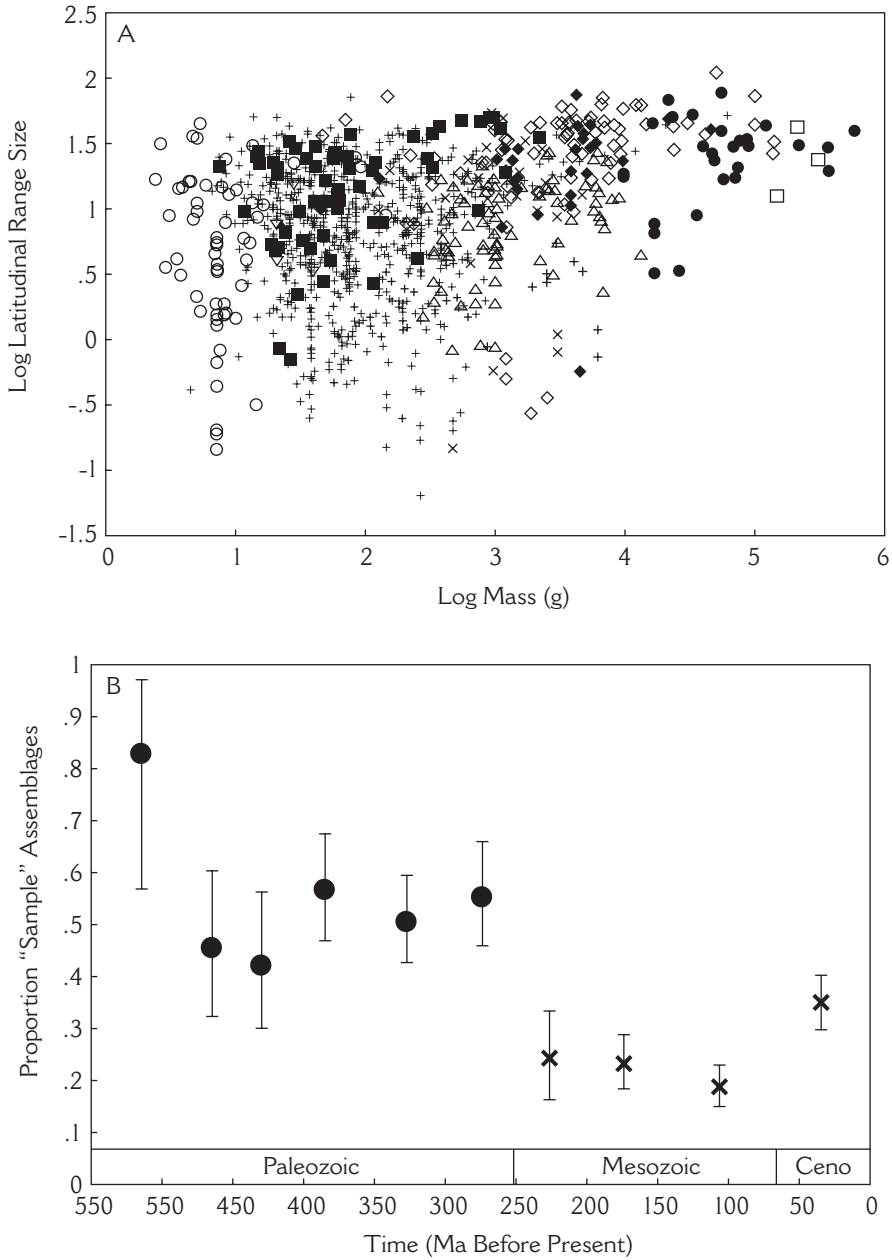 A
2.5
2
1.5
1
0.5
0
-.5
-1
-1.5
Log Latitudinal Range Size
0 1 2 3 4 5 6
Log Mass (g)
B
1
.9
.8
.7
.6
.5
.4
.3
.2
.1
0
Proportion “Sample” Assemblages
Paleozoic Mesozoic Ceno
550 550 450 400 350 300 250 200 150 100 50 0
Time (Ma Before Present)